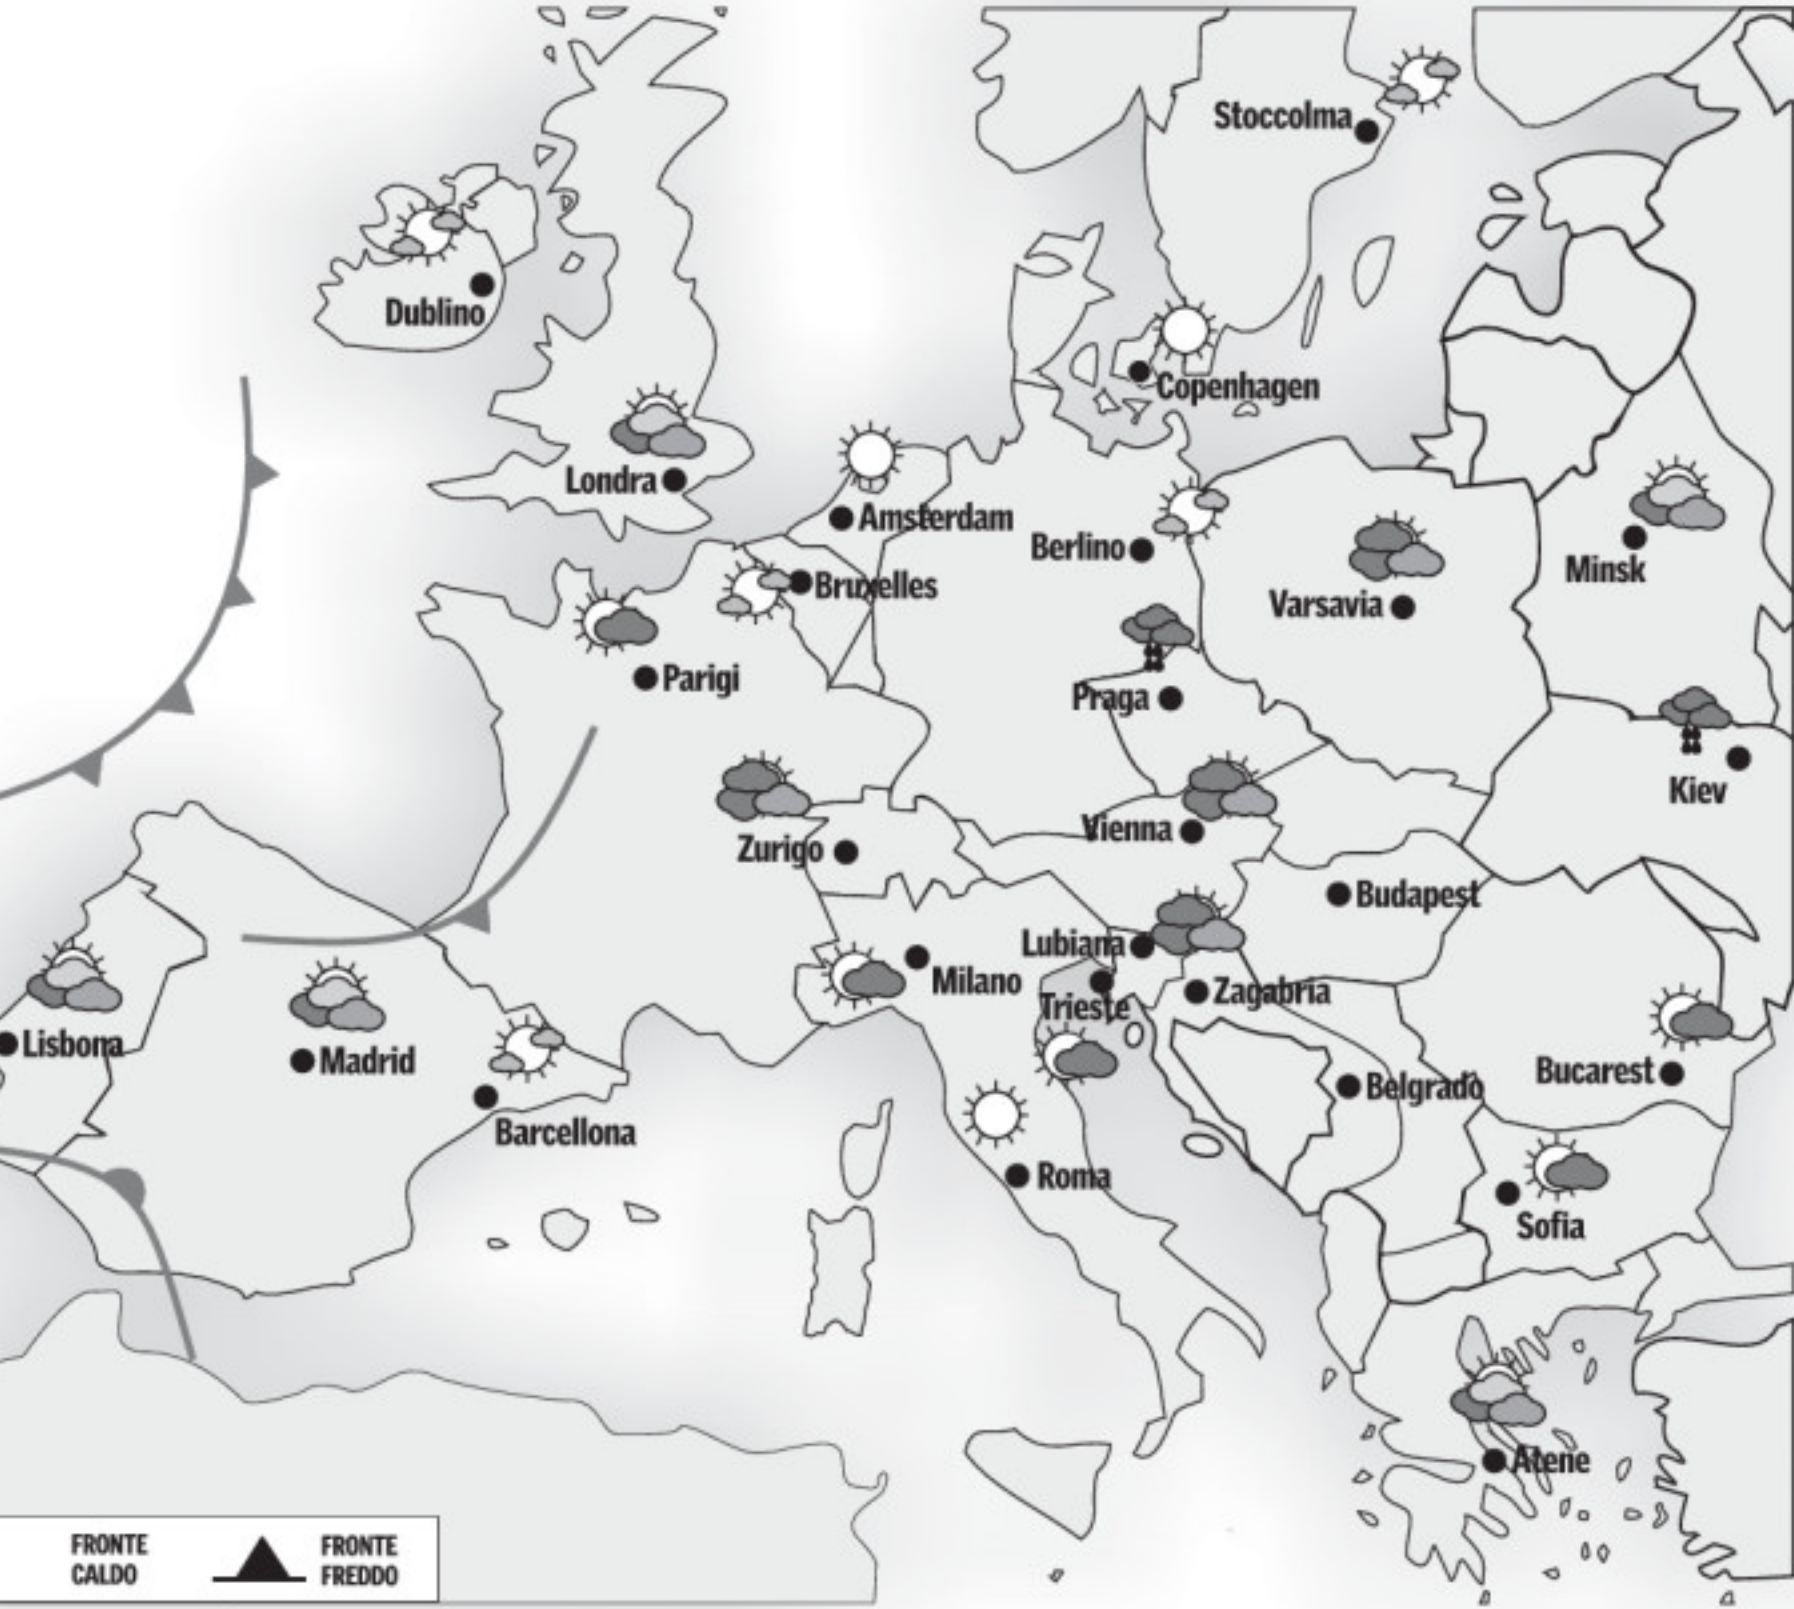 Stoccolma
Dublino
Copenhagen
Londra
Amsterdam
Berlino
Minsk
Bruxelles
Varsavia
Parigi
Praga
Kiev
Vienna
Zurigo
Budapest
Lubiana
Milano
Zagabria
Trieste
Lisbona
Madrid
Bucarest
Belgrado
Barcellona
Roma
Sofia
Atene
FRONTE
CALDO
FRONTE
FREDDO